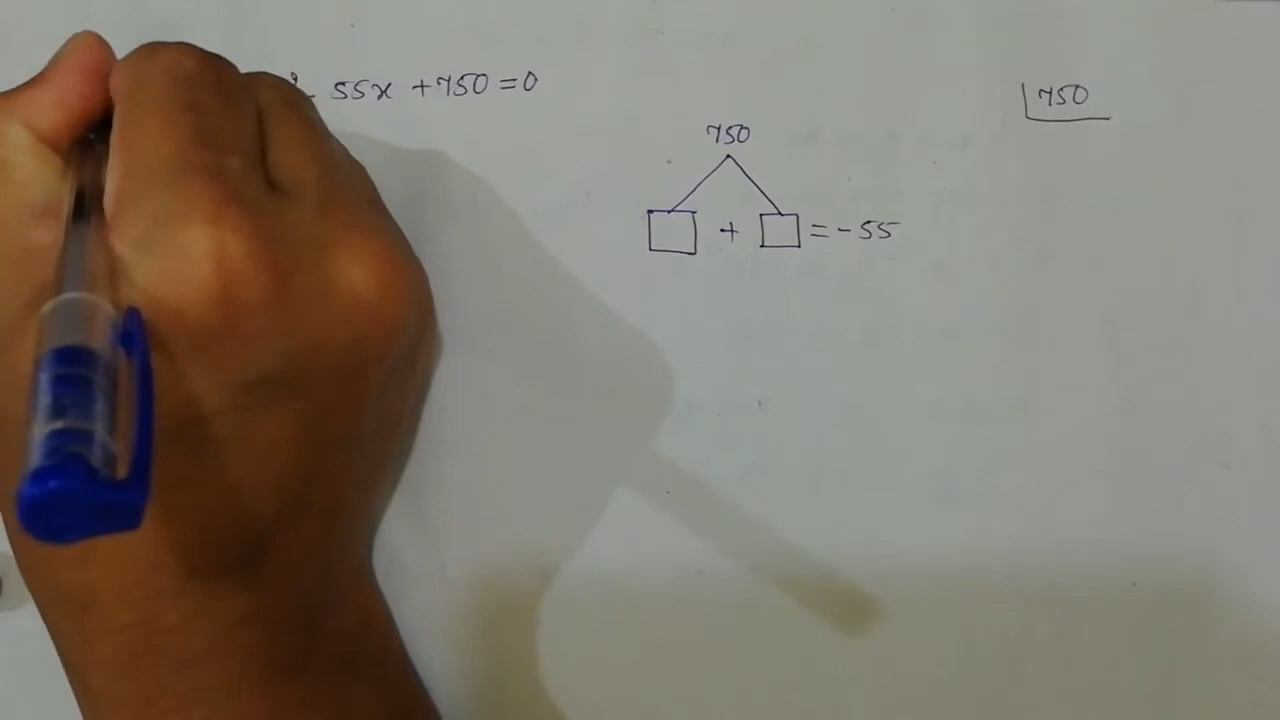 - 55x + 750 = 0
750
750
+ = - 55